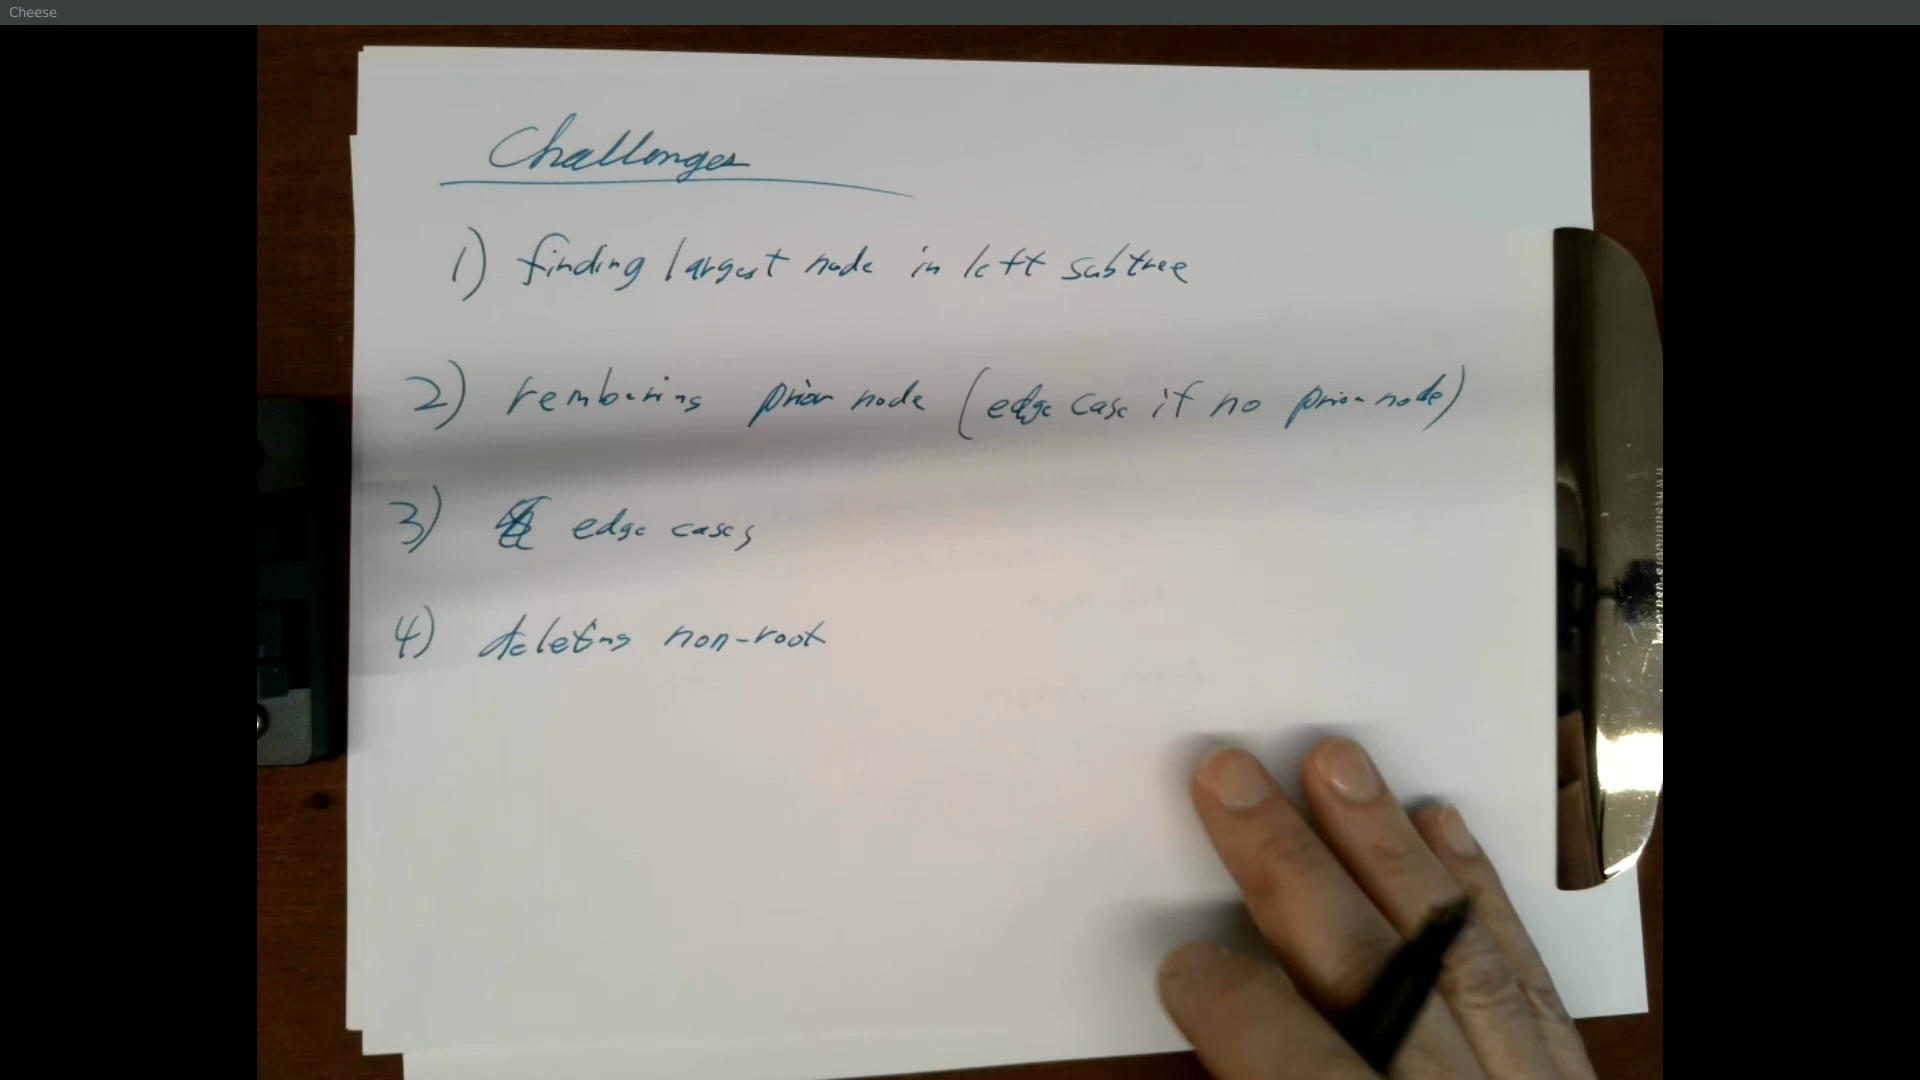 Cheese
Challenges
1) finding largest node in left subtree
2) rembering prior node (edge case if no prior node)
3) edge cases
4) deleting non-root